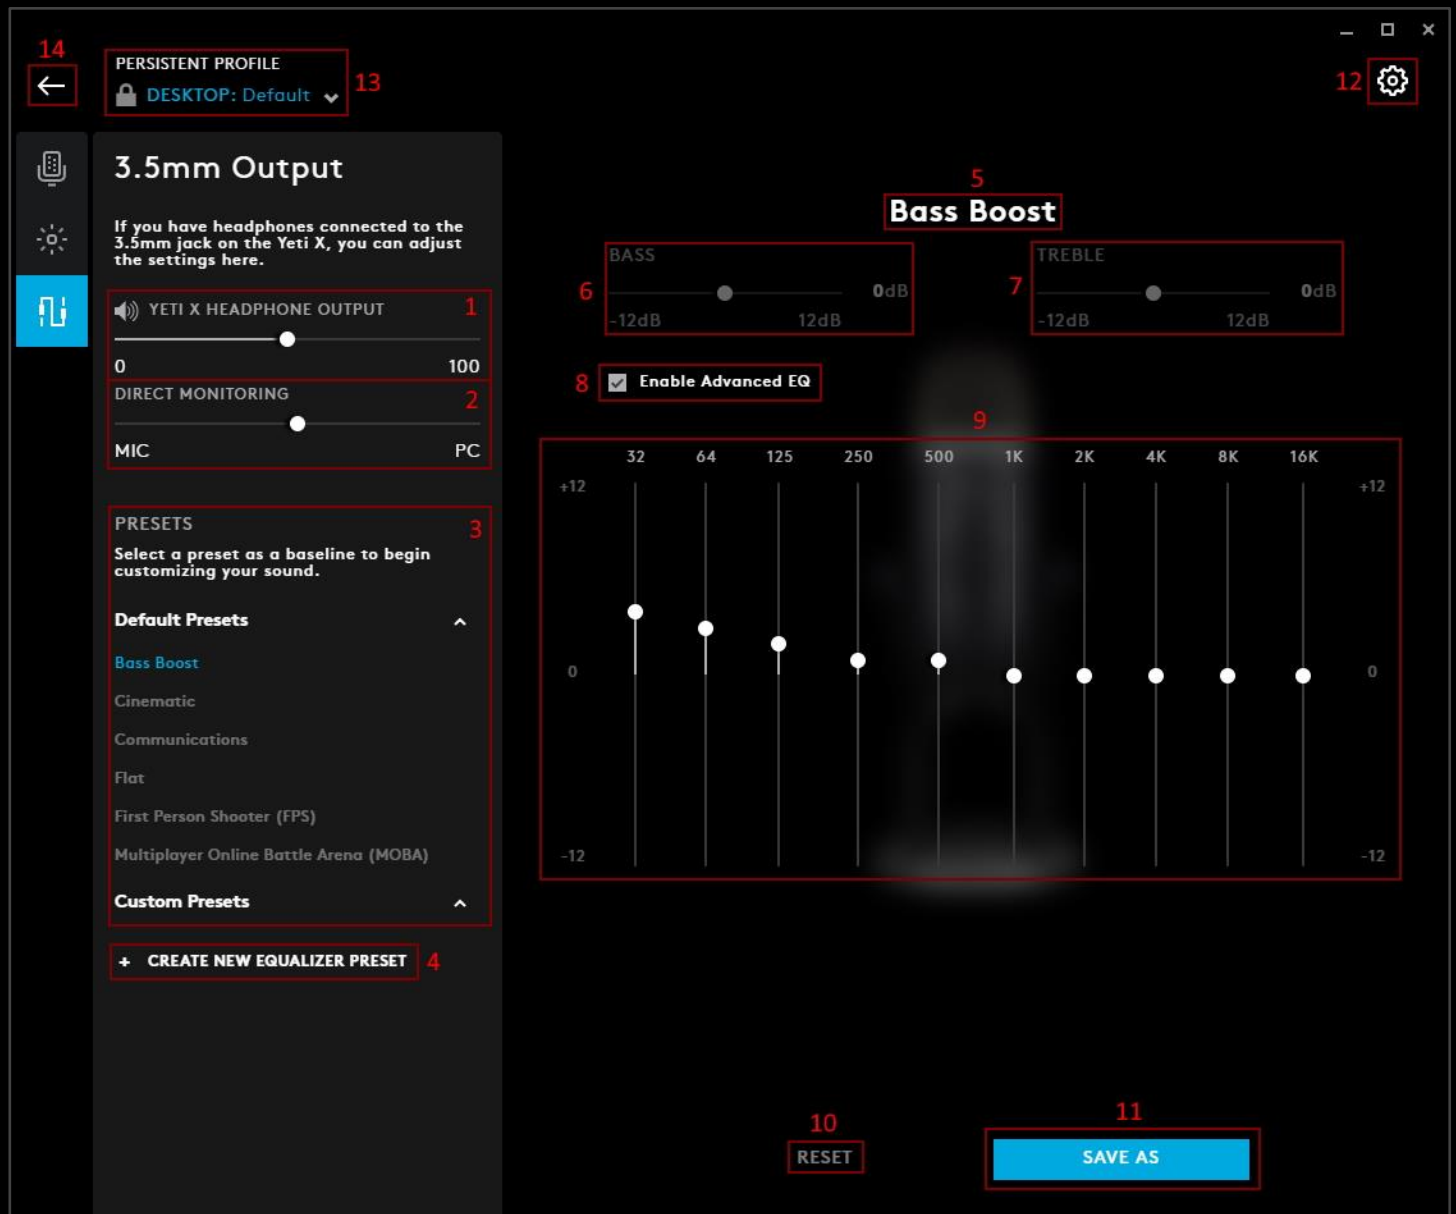 14
PERSISTENT PROFILE
DESKTOP: Default
13
12
3.5mm Output
If you have headphones connected to the
3.5mm jack on the Yeti X, you can adjust
the settings here.
YETI X HEADPHONE OUTPUT 1
0 100
DIRECT MONITORING 2
MIC PC
PRESETS 3
Select a preset as a baseline to begin
customizing your sound.
Default Presets
Bass Boost
Cinematic
Communications
Flat
First Person Shooter (FPS)
Multiplayer Online Battle Arena (MOBA)
Custom Presets
+ CREATE NEW EQUALIZER PRESET 4
5
Bass Boost
BASS
6 0dB
-12dB 12dB
TREBLE
7 0dB
-12dB 12dB
8 Enable Advanced EQ
9
32 64 125 250 500 1K 2K 4K 8K 16K
+12 +12
0 0
-12 -12
10
RESET
11
SAVE AS